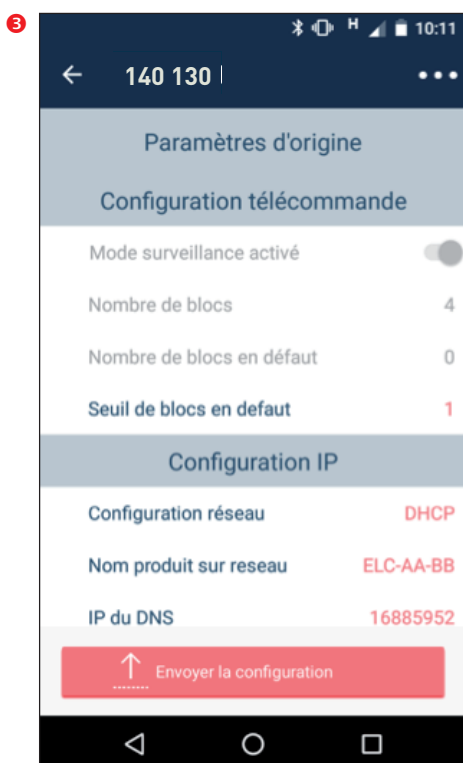 3
H 10:11
140 130
Paramètres d'origine
Configuration télécommande
Mode surveillance activé
Nombre de blocs 4
Nombre de blocs en défaut 0
Seuil de blocs en defaut 1
Configuration IP
Configuration réseau DHCP
Nom produit sur reseau ELC-AA-BB
IP du DNS 16885952
Envoyer la configuration